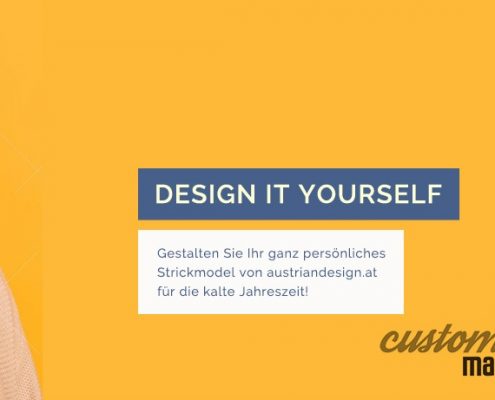 DESIGN IT YOURSELF
Gestalten Sie Ihr ganz persönliches
Strickmodel von austriandesign.at
für die kalte Jahreszeit!
custom
ma